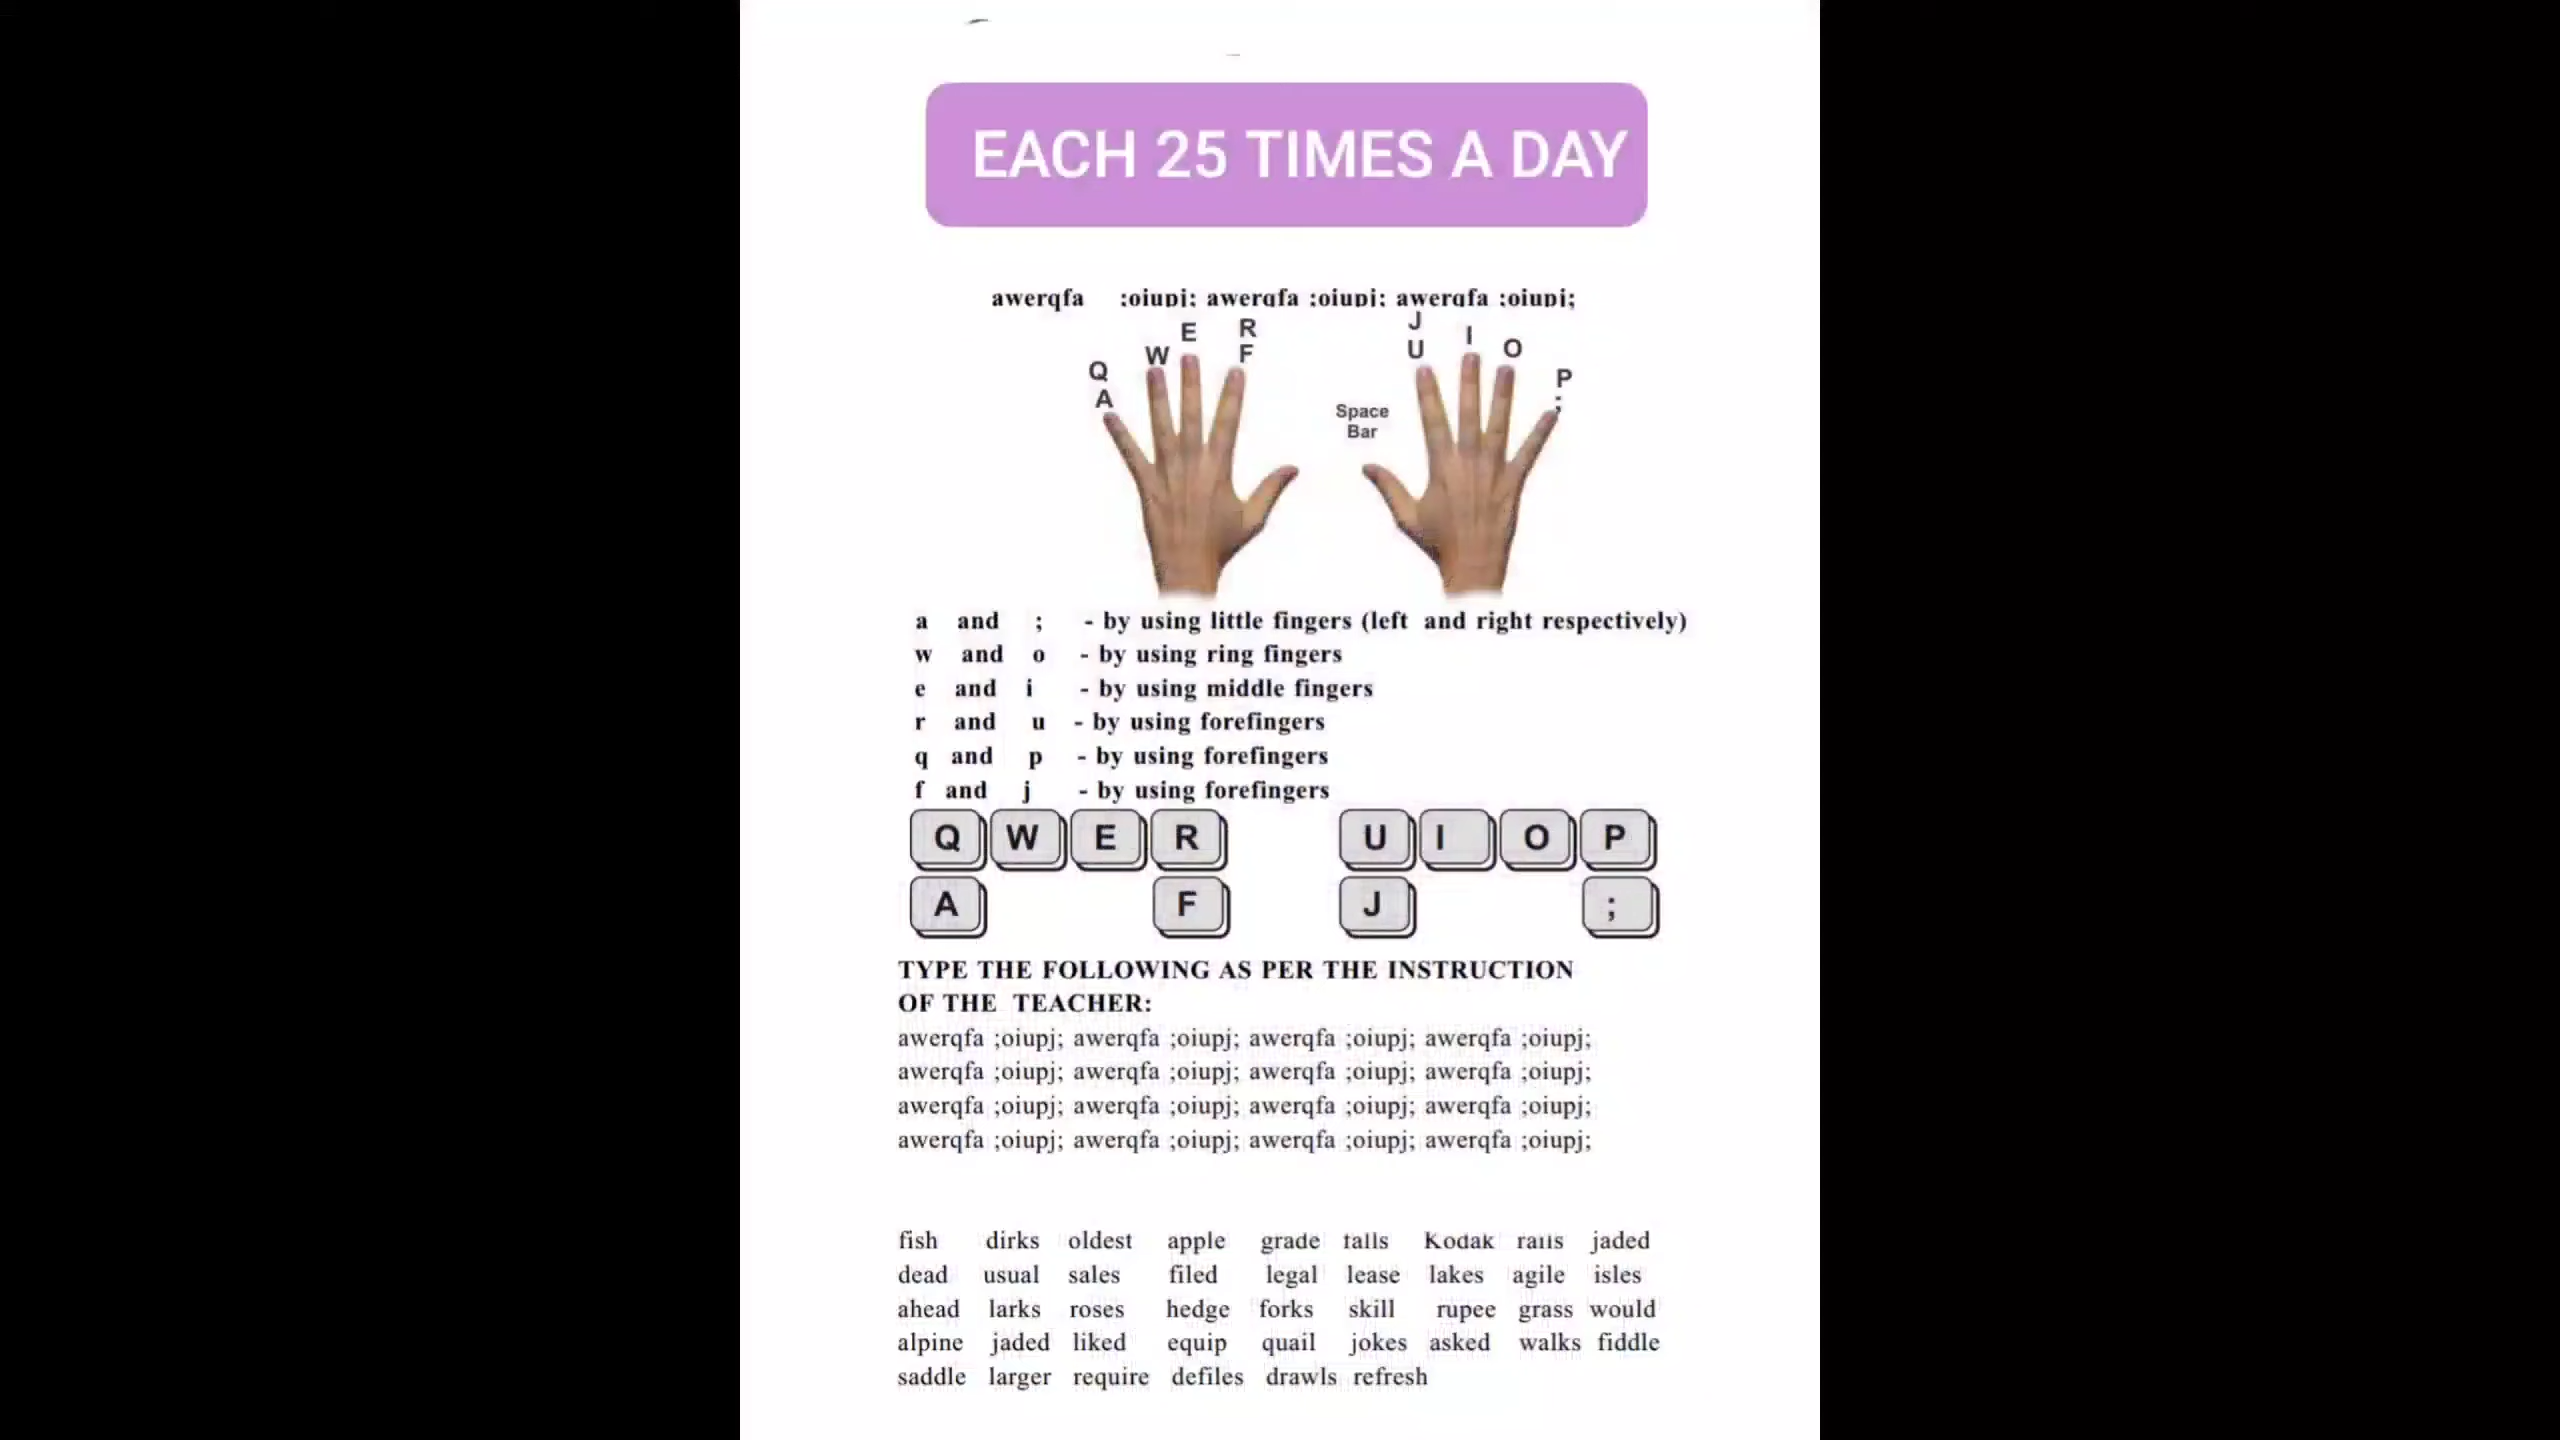 EACH 25 TIMES A DAY
awerqfa :oiupj; awerqfa :oiupj; awerqfa :oiupj;
Q A W E R F J U I O P ;
Space
Bar
a and ; - by using little fingers (left and right respectively)
w and o - by using ring fingers
e and i - by using middle fingers
r and u - by using forefingers
q and p - by using forefingers
f and j - by using forefingers
Q W E R U I O P
A F J ;
TYPE THE FOLLOWING AS PER THE INSTRUCTION
OF THE TEACHER:
awerqfa ;oiupj; awerqfa ;oiupj; awerqfa ;oiupj; awerqfa ;oiupj;
awerqfa ;oiupj; awerqfa ;oiupj; awerqfa ;oiupj; awerqfa ;oiupj;
awerqfa ;oiupj; awerqfa ;oiupj; awerqfa ;oiupj; awerqfa ;oiupj;
awerqfa ;oiupj; awerqfa ;oiupj; awerqfa ;oiupj; awerqfa ;oiupj;
fish dirks oldest apple grade falls Kodak rails jaded
dead usual sales filed legal lease lakes agile isles
ahead larks roses hedge forks skill rupee grass would
alpine jaded liked equip quail jokes asked walks fiddle
saddle larger require defiles drawls refresh